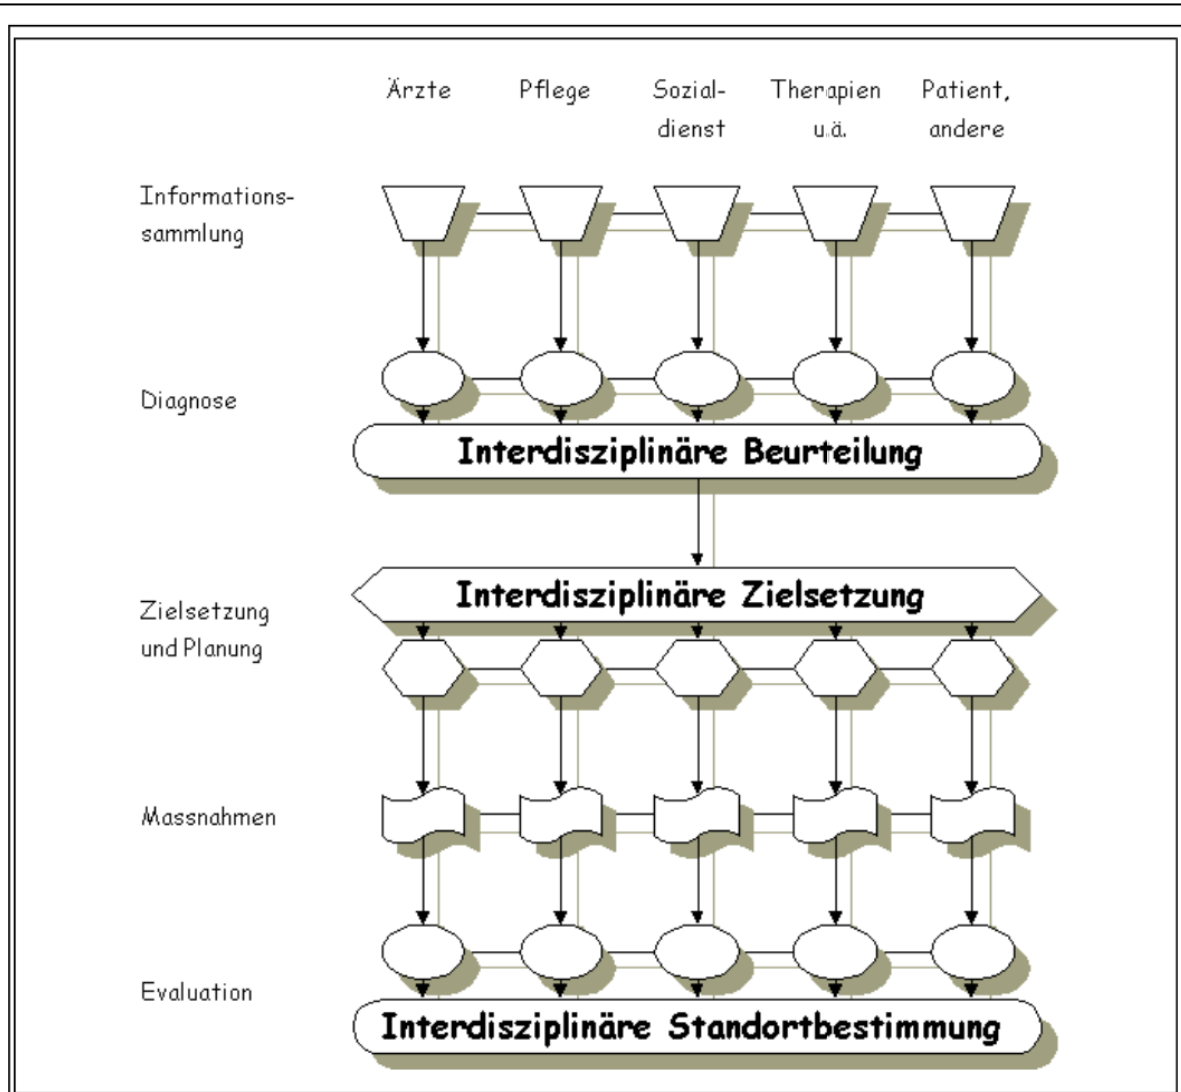 Ärzte Pflege Sozial- Therapien Patient,
dienst u.ä. andere
Informations-
sammlung
Diagnose
Interdisziplinäre Beurteilung
Interdisziplinäre Zielsetzung
Zielsetzung
und Planung
Massnahmen
Evaluation
Interdisziplinäre Standortbestimmung